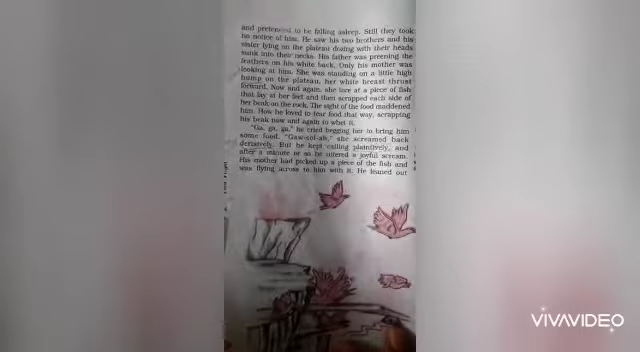 and pretended to be falling asleep. Still they took
no notice of him. He saw his two brothers and his
sister lying on the plateau dozing with their heads
sunk into their necks. His father was preening the
feathers on his white back. Only his mother was
looking at him. She was standing on a little high
hump on the plateau, her white breast thrust
forward. Now and again, she tore at a piece of fish
that lay at her feet and then scrapped each side of
her beak on the rock. The sight of the food maddened
him. How he loved to tear food that way, scrapping
his beak now and again to whet it.
"Ga, ga, ga," he cried begging her to bring him
some food. "Gaw-col-ah," she screamed back
derisively. But he kept calling plaintively, and
after a minute or so he uttered a joyful scream.
His mother had picked up a piece of the fish and
was flying across to him with it. He leaned out
VIVAVIDEO